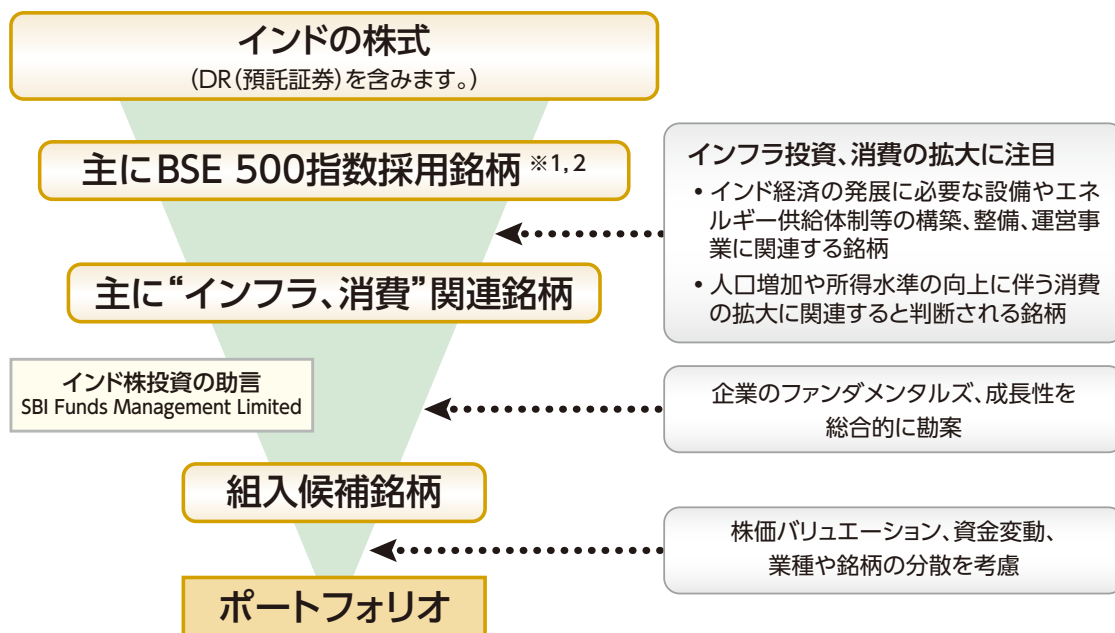 インドの株式
(DR(預託証券)を含みます。)
主にBSE 500指数採用銘柄 ※1,2
インフラ投資、消費の拡大に注目
• インド経済の発展に必要な設備やエネ
ルギー供給体制等の構築、整備、運営事
業に関連する銘柄
• 人口増加や所得水準の向上に伴う消費
の拡大に関連すると判断される銘柄
主に“インフラ、消費”関連銘柄
インド株投資の助言
SBI Funds Management Limited
企業のファンダメンタルズ、成長性を
総合的に勘案
組入候補銘柄
株価バリュエーション、資金変動、
業種や銘柄の分散を考慮
ポートフォリオ